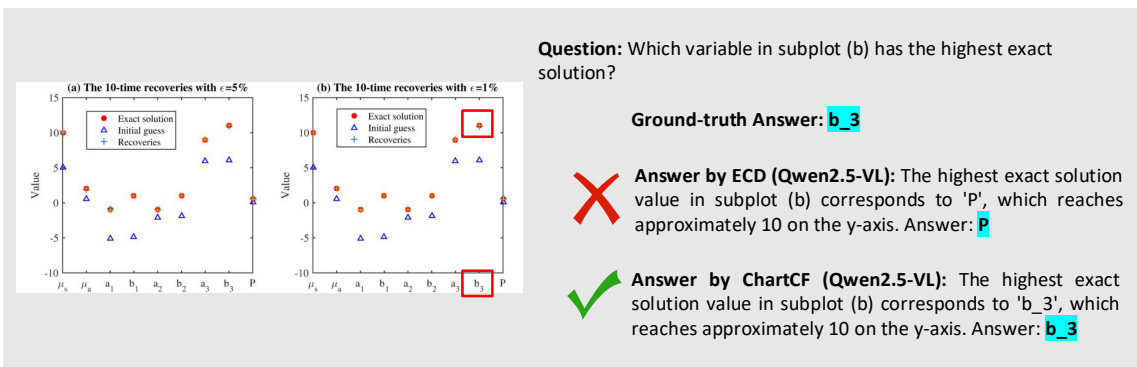 Question: Which variable in subplot (b) has the highest exact
solution?
Ground-truth Answer: b_3
Answer by ECD (Qwen2.5-VL): The highest exact solution
value in subplot (b) corresponds to 'P', which reaches
approximately 10 on the y-axis. Answer: P
Answer by ChartCF (Qwen2.5-VL): The highest exact
solution value in subplot (b) corresponds to 'b_3', which
reaches approximately 10 on the y-axis. Answer: b_3
(a) The 10-time recoveries with ϵ=5%
15
10
5
0
-5
-10
Value
Exact solution
Initial guess
Recoveries
μs μa a1 b1 a2 b2 a3 b3 P
(b) The 10-time recoveries with ϵ=1%
15
10
5
0
-5
-10
Value
Exact solution
Initial guess
Recoveries
μs μa a1 b1 a2 b2 a3 b3 P